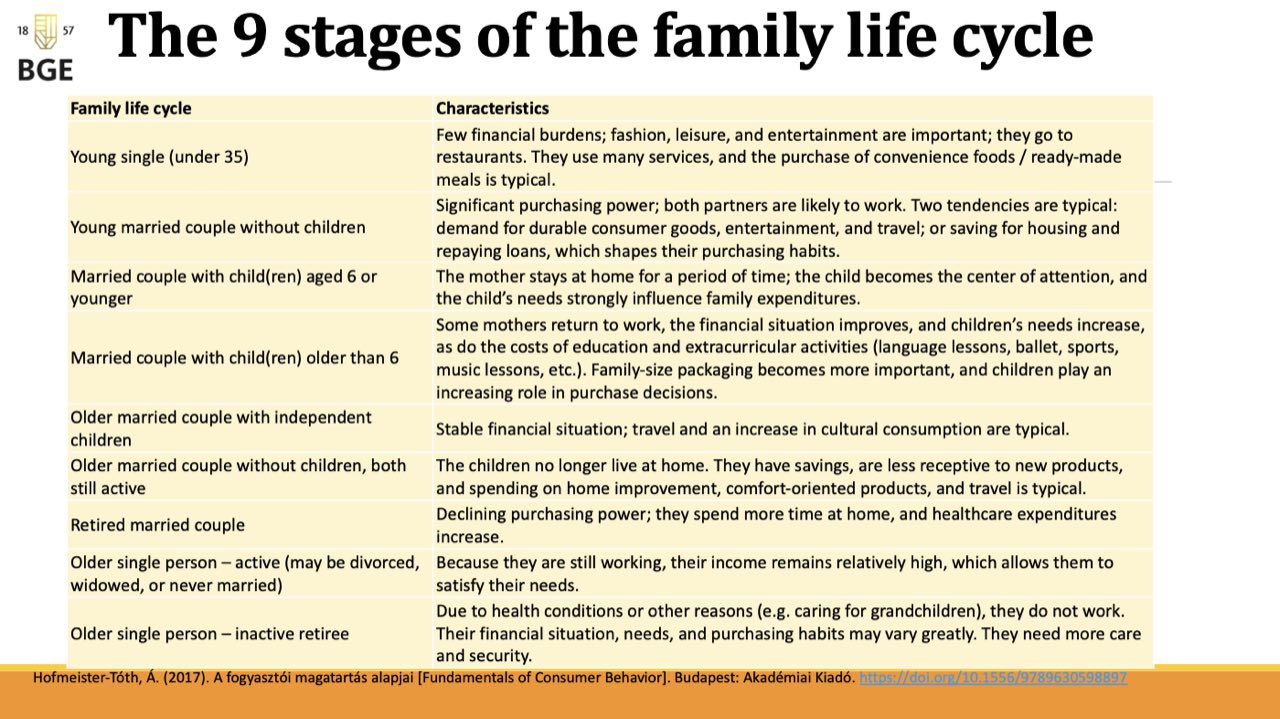 18 57
BGE
The 9 stages of the family life cycle
Family life cycle
Characteristics
Young single (under 35)
Few financial burdens; fashion, leisure, and entertainment are important; they go to
restaurants. They use many services, and the purchase of convenience foods / ready-made
meals is typical.
Young married couple without children
Significant purchasing power; both partners are likely to work. Two tendencies are typical:
demand for durable consumer goods, entertainment, and travel; or saving for housing and
repaying loans, which shapes their purchasing habits.
Married couple with child(ren) aged 6 or
younger
The mother stays at home for a period of time; the child becomes the center of attention, and
the child’s needs strongly influence family expenditures.
Married couple with child(ren) older than 6
Some mothers return to work, the financial situation improves, and children’s needs increase,
as do the costs of education and extracurricular activities (language lessons, ballet, sports,
music lessons, etc.). Family-size packaging becomes more important, and children play an
increasing role in purchase decisions.
Older married couple with independent
children
Stable financial situation; travel and an increase in cultural consumption are typical.
Older married couple without children, both
still active
The children no longer live at home. They have savings, are less receptive to new products,
and spending on home improvement, comfort-oriented products, and travel is typical.
Retired married couple
Declining purchasing power; they spend more time at home, and healthcare expenditures
increase.
Older single person – active (may be divorced,
widowed, or never married)
Because they are still working, their income remains relatively high, which allows them to
satisfy their needs.
Older single person – inactive retiree
Due to health conditions or other reasons (e.g. caring for grandchildren), they do not work.
Their financial situation, needs, and purchasing habits may vary greatly. They need more care
and security.
Hofmeister-Tóth, Á. (2017). A fogyasztói magatartás alapjai [Fundamentals of Consumer Behavior]. Budapest: Akadémiai Kiadó. https://doi.org/10.1556/9789630598897